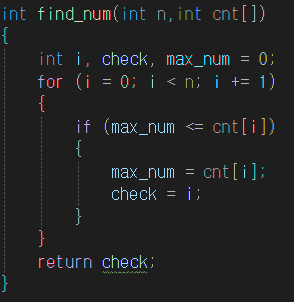 int find_num(int n,int cnt[])
{
int i, check, max_num = 0;
for (i = 0; i < n; i += 1)
{
if (max_num <= cnt[i])
{
max_num = cnt[i];
check = i;
}
}
return check;
}